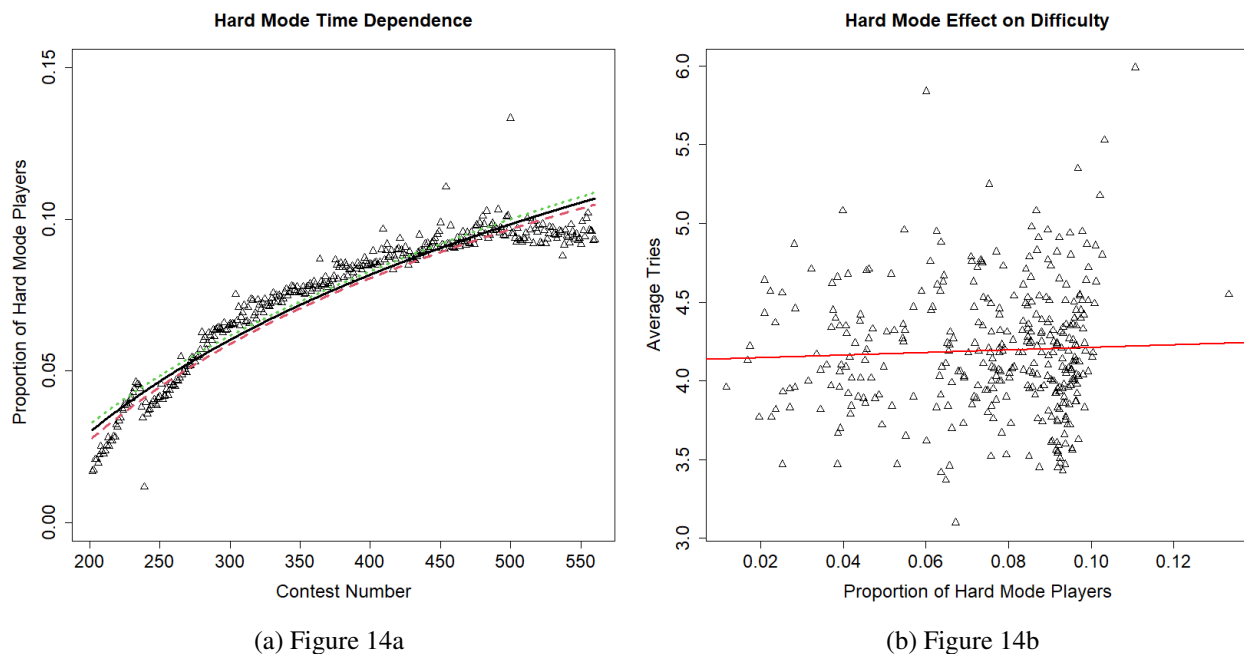 Hard Mode Time Dependence
Proportion of Hard Mode Players
0.15
0.10
0.05
0.00
200 250 300 350 400 450 500 550
Contest Number
(a) Figure 14a
Hard Mode Effect on Difficulty
Average Tries
6.0
5.5
5.0
4.5
4.0
3.5
3.0
0.02 0.04 0.06 0.08 0.10 0.12
Proportion of Hard Mode Players
(b) Figure 14b